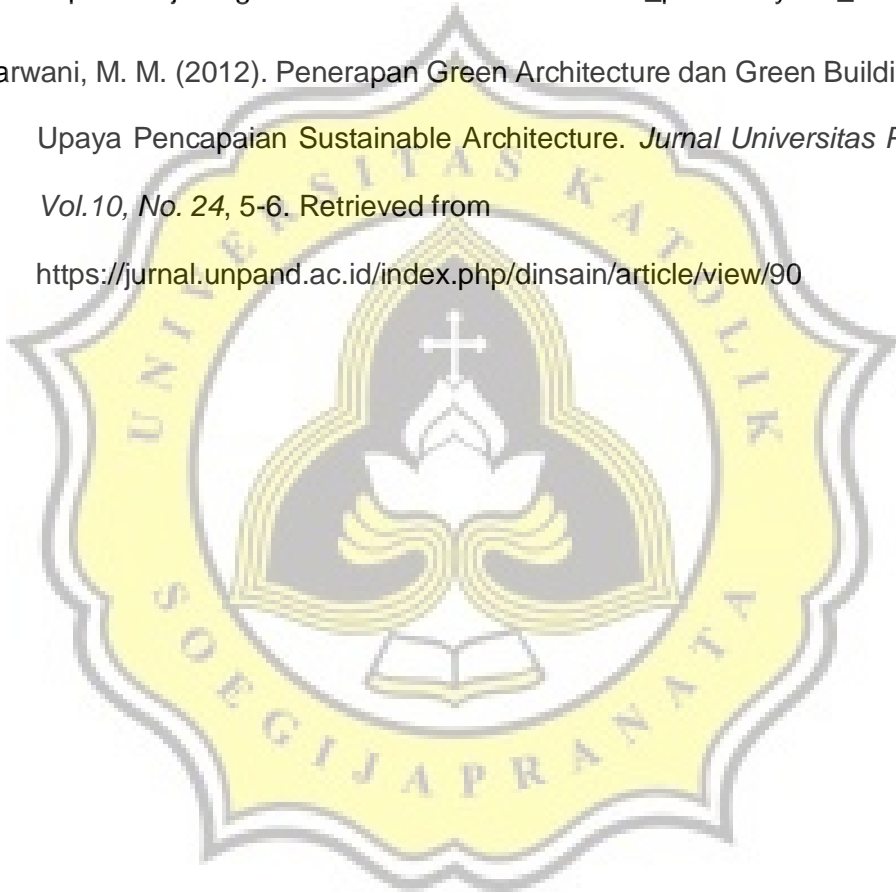 arwani, M. M. (2012). Penerapan Green Architecture dan Green Buildi
Upaya Pencapaian Sustainable Architecture. Jurnal Universitas
Vol.10, No. 24, 5-6. Retrieved from
https://jurnal.unpand.ac.id/index.php/dinsain/article/view/90
UNIVERSITAS KATOLIK
SOEGIJAPRANATA